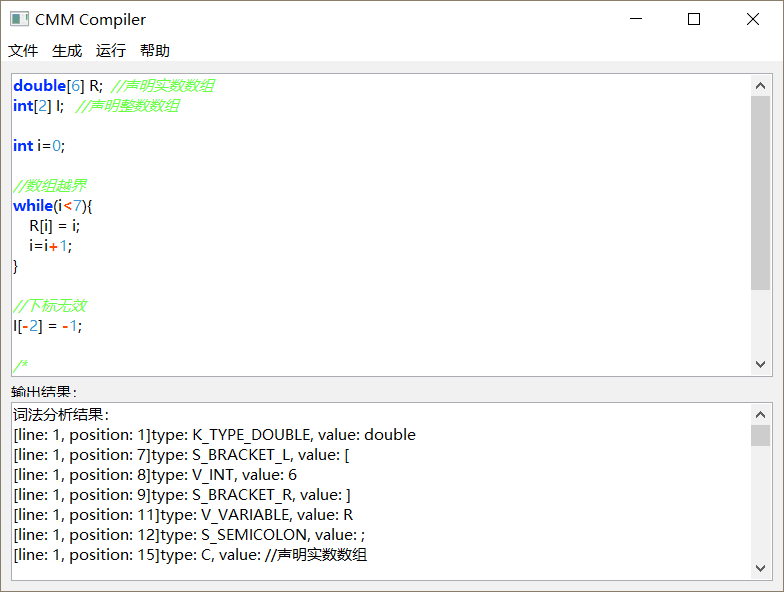 CMM Compiler
文件 生成 运行 帮助
double[6] R; //声明实数数组
int[2] I; //声明整数数组
int i=0;
//数组越界
while(i<7){
R[i] = i;
i=i+1;
}
//下标无效
I[-2] = -1;
/*
输出结果:
词法分析结果:
[line: 1, position: 1]type: K_TYPE_DOUBLE, value: double
[line: 1, position: 7]type: S_BRACKET_L, value: [
[line: 1, position: 8]type: V_INT, value: 6
[line: 1, position: 9]type: S_BRACKET_R, value: ]
[line: 1, position: 11]type: V_VARIABLE, value: R
[line: 1, position: 12]type: S_SEMICOLON, value: ;
[line: 1, position: 15]type: C, value: //声明实数数组